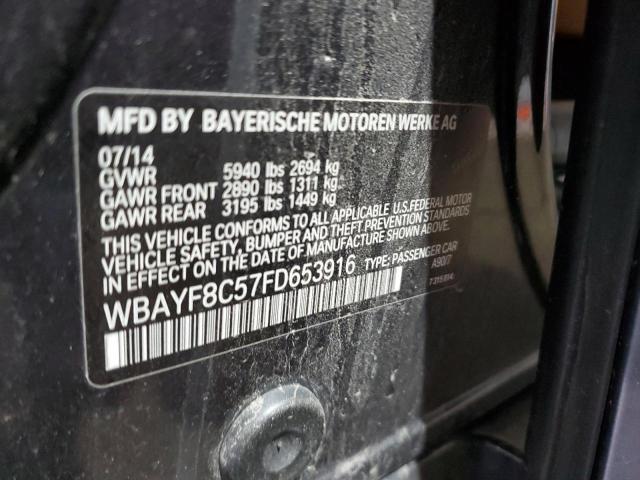 MFD BY BAYERISCHE MOTOREN WERKE AG
07/14
GVWR 5940 lbs 2694 kg
GAWR FRONT 2890 lbs 1311 kg
GAWR REAR 3195 lbs 1449 kg
THIS VEHICLE CONFORMS TO ALL APPLICABLE U.S.FEDERAL MOTOR
VEHICLE SAFETY, BUMPER AND THEFT PREVENTION STANDARDS
IN EFFECT ON THE DATE OF MANUFACTURE SHOWN ABOVE.
WBAYF8C57FD653916 TYPE: PASSENGER CAR
A90/7